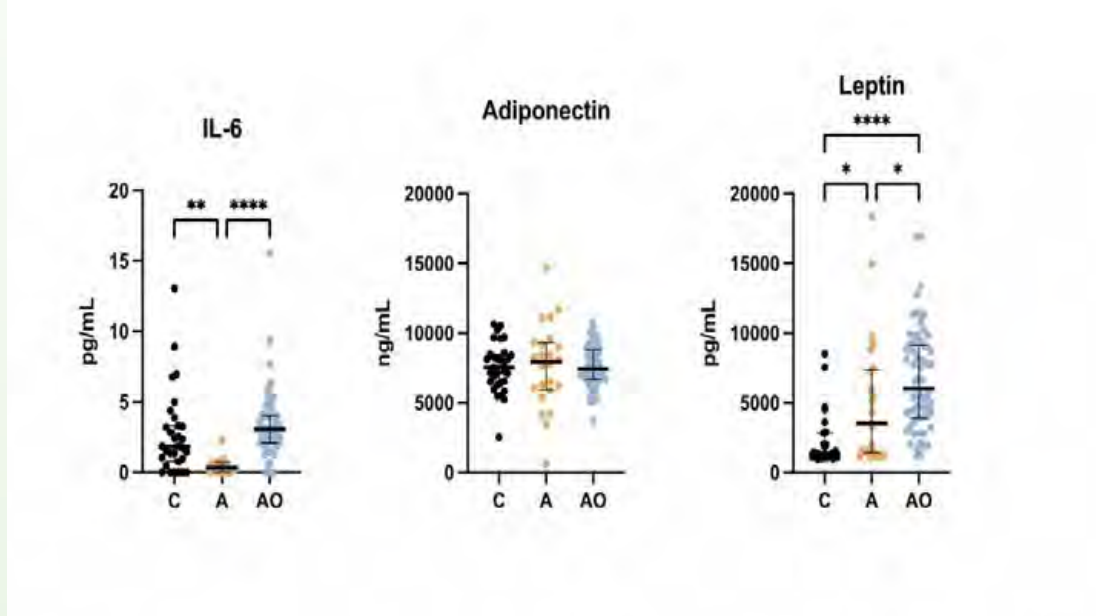 IL-6
** ****
20
15
10
5
0
pg/mL
C A AO
Adiponectin
20000
15000
10000
5000
0
ng/mL
C A AO
Leptin
****
* *
20000
15000
10000
5000
0
pg/mL
C A AO